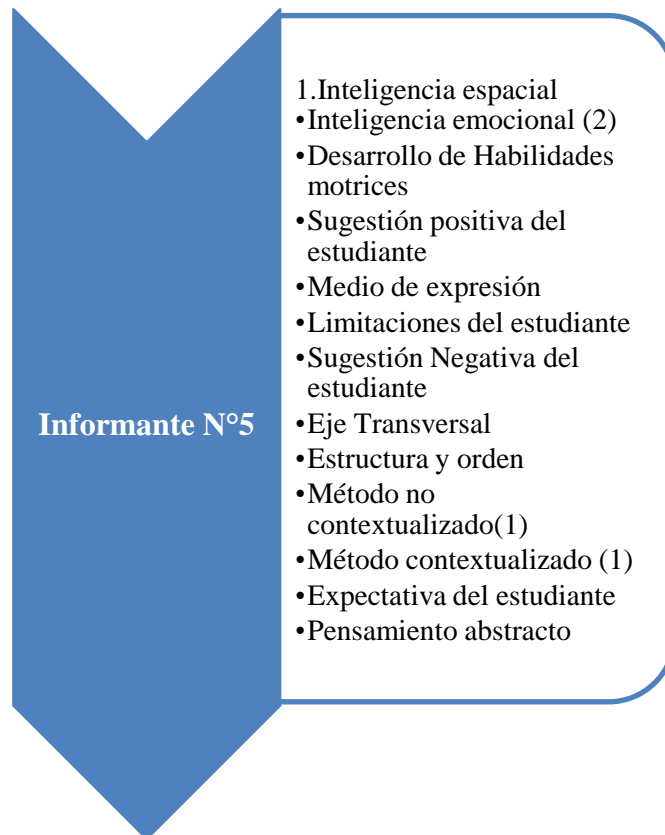 Informante N°5
1.Inteligencia espacial
•Inteligencia emocional (2)
•Desarrollo de Habilidades
motrices
•Sugestión positiva del
estudiante
•Medio de expresión
•Limitaciones del estudiante
•Sugestión Negativa del
estudiante
•Eje Transversal
•Estructura y orden
•Método no
contextualizado(1)
•Método contextualizado (1)
•Expectativa del estudiante
•Pensamiento abstracto